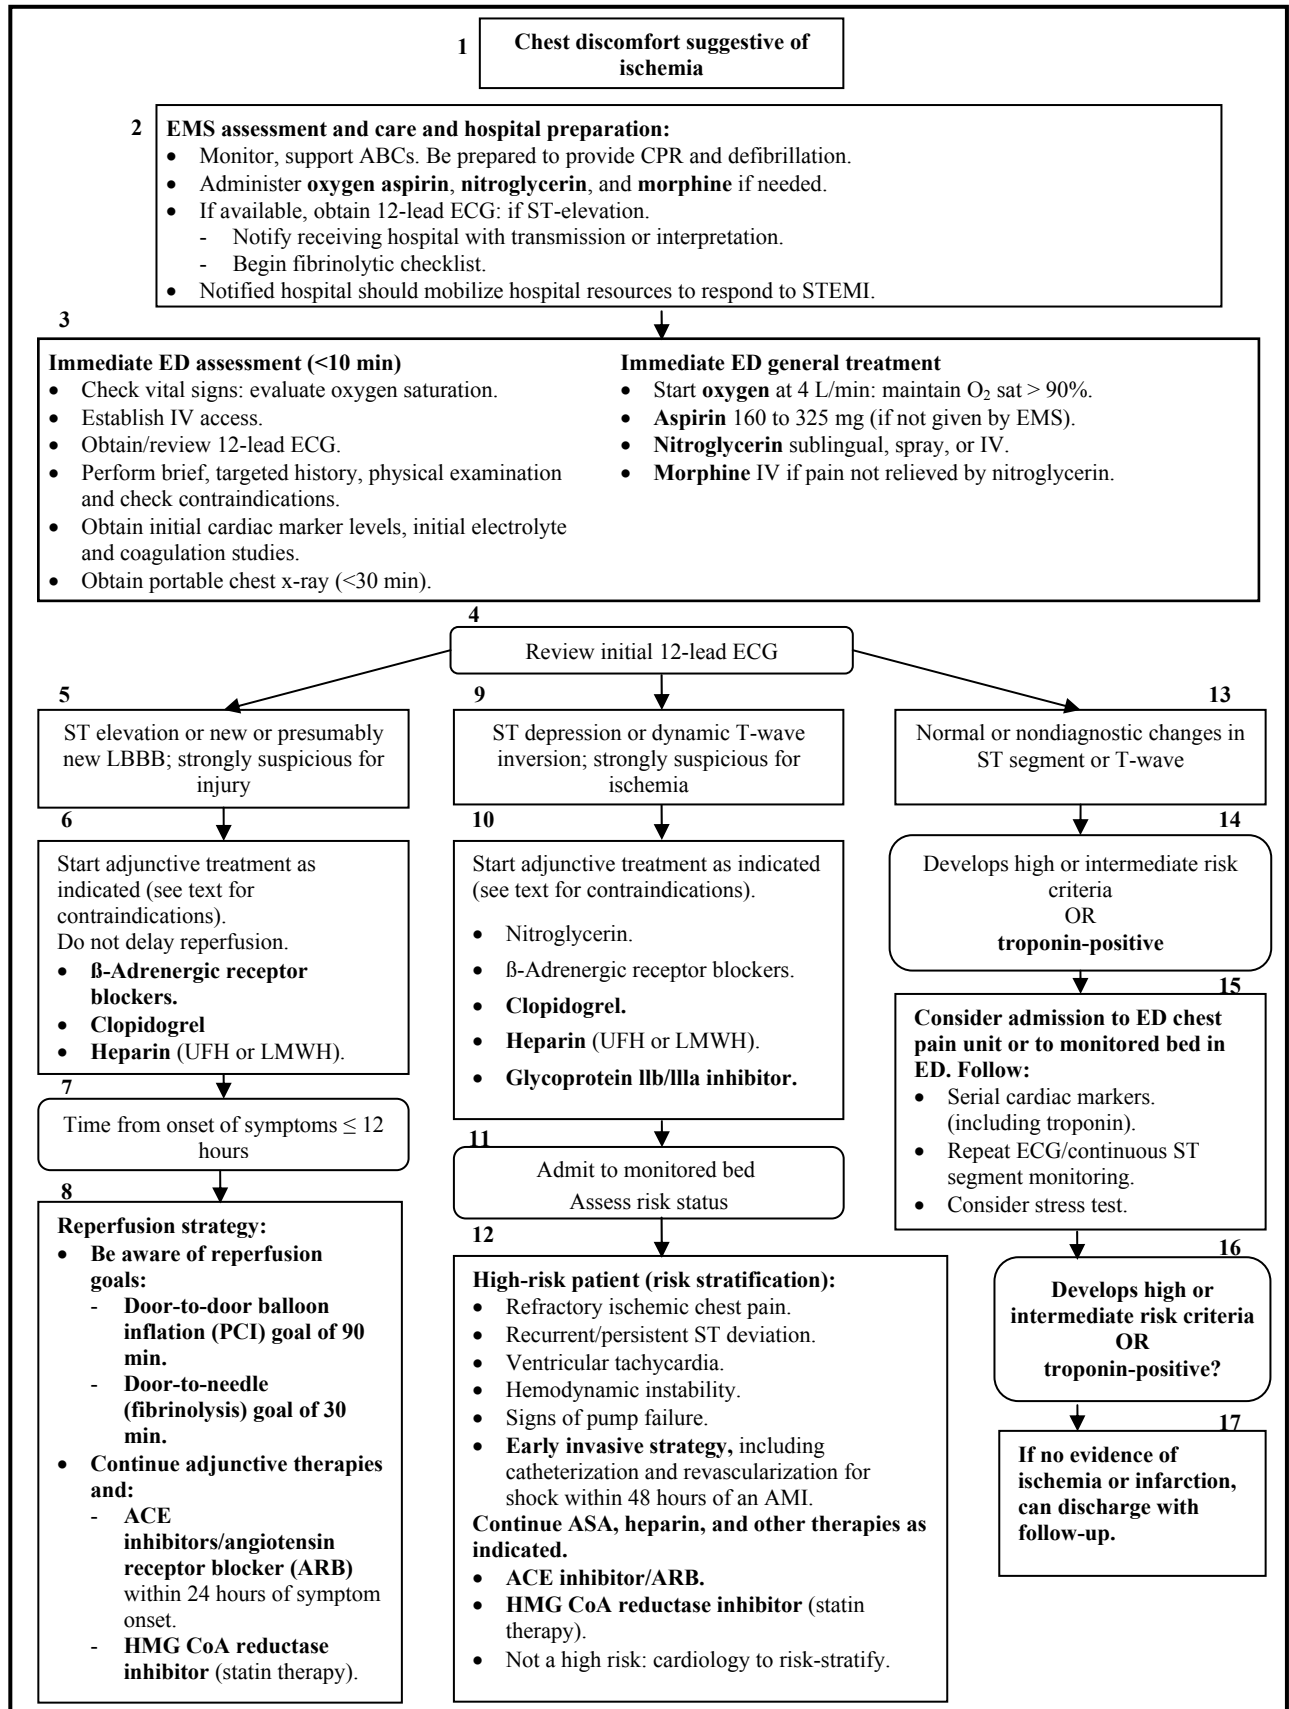 1
Chest discomfort suggestive of
ischemia
2
EMS assessment and care and hospital preparation:
• Monitor, support ABCs. Be prepared to provide CPR and defibrillation.
• Administer oxygen aspirin, nitroglycerin, and morphine if needed.
• If available, obtain 12-lead ECG: if ST-elevation.
- Notify receiving hospital with transmission or interpretation.
- Begin fibrinolytic checklist.
• Notified hospital should mobilize hospital resources to respond to STEMI.
3
Immediate ED assessment (<10 min)
• Check vital signs: evaluate oxygen saturation.
• Establish IV access.
• Obtain/review 12-lead ECG.
• Perform brief, targeted history, physical examination
and check contraindications.
• Obtain initial cardiac marker levels, initial electrolyte
and coagulation studies.
• Obtain portable chest x-ray (<30 min).
Immediate ED general treatment
• Start oxygen at 4 L/min: maintain O₂ sat > 90%.
• Aspirin 160 to 325 mg (if not given by EMS).
• Nitroglycerin sublingual, spray, or IV.
• Morphine IV if pain not relieved by nitroglycerin.
4
Review initial 12-lead ECG
5
ST elevation or new or presumably
new LBBB; strongly suspicious for
injury
6
Start adjunctive treatment as
indicated (see text for
contraindications).
Do not delay reperfusion.
• ß-Adrenergic receptor
blockers.
• Clopidogrel
• Heparin (UFH or LMWH).
7
Time from onset of symptoms ≤ 12
hours
8
Reperfusion strategy:
• Be aware of reperfusion
goals:
- Door-to-door balloon
inflation (PCI) goal of 90
min.
- Door-to-needle
(fibrinolysis) goal of 30
min.
• Continue adjunctive therapies
and:
- ACE
inhibitors/angiotensin
receptor blocker (ARB)
within 24 hours of symptom
onset.
- HMG CoA reductase
inhibitor (statin therapy).
9
ST depression or dynamic T-wave
inversion; strongly suspicious for
ischemia
10
Start adjunctive treatment as indicated
(see text for contraindications).
• Nitroglycerin.
• ß-Adrenergic receptor blockers.
• Clopidogrel.
• Heparin (UFH or LMWH).
• Glycoprotein llb/llla inhibitor.
11
Admit to monitored bed
Assess risk status
12
High-risk patient (risk stratification):
• Refractory ischemic chest pain.
• Recurrent/persistent ST deviation.
• Ventricular tachycardia.
• Hemodynamic instability.
• Signs of pump failure.
• Early invasive strategy, including
catheterization and revascularization for
shock within 48 hours of an AMI.
Continue ASA, heparin, and other therapies as
indicated.
• ACE inhibitor/ARB.
• HMG CoA reductase inhibitor (statin
therapy).
• Not a high risk: cardiology to risk-stratify.
13
Normal or nondiagnostic changes in
ST segment or T-wave
14
Develops high or intermediate risk
criteria
OR
troponin-positive
15
Consider admission to ED chest
pain unit or to monitored bed in
ED. Follow:
• Serial cardiac markers.
(including troponin).
• Repeat ECG/continuous ST
segment monitoring.
• Consider stress test.
16
Develops high or
intermediate risk criteria
OR
troponin-positive?
17
If no evidence of
ischemia or infarction,
can discharge with
follow-up.